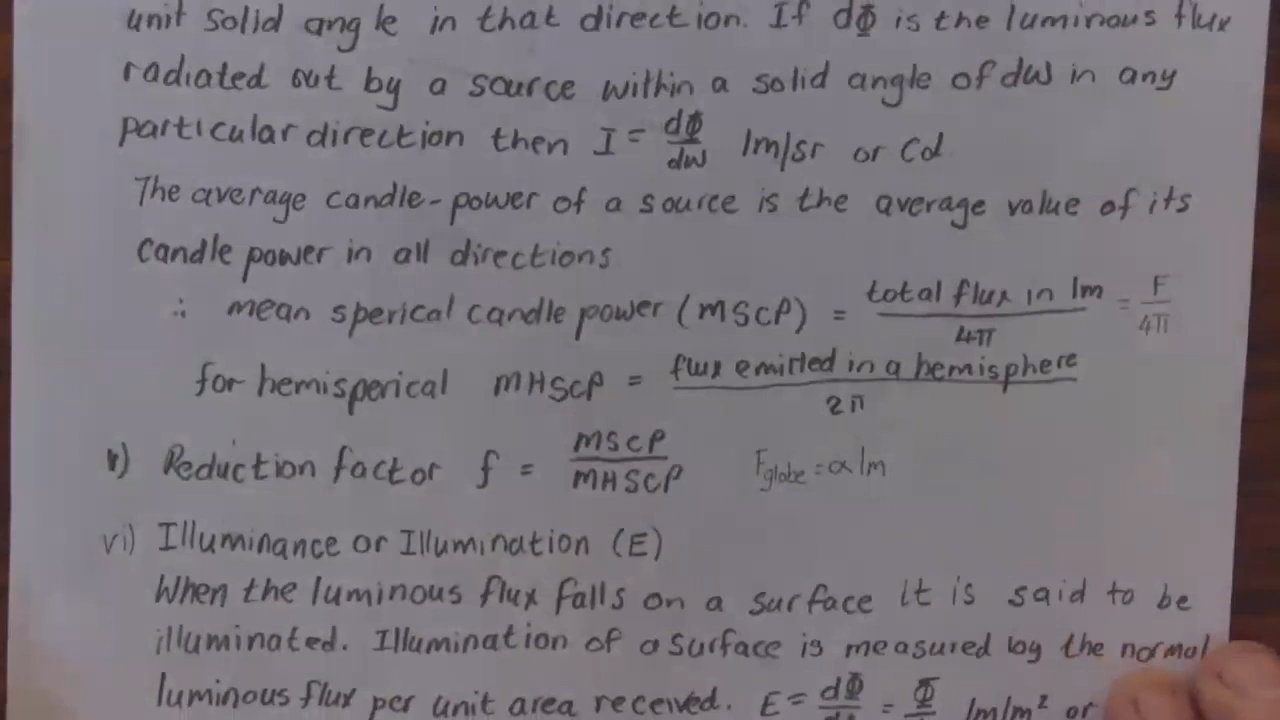 unit solid angle in that direction. If dΦ is the luminous flux
radiated out by a source within a solid angle of dω in any
particular direction then I = dΦ/dω lm/sr or Cd
The average candle-power of a source is the average value of its
candle power in all directions
∴ mean sperical candle power (MSCP) = total flux in lm / 4π = F / 4π
for hemisperical MHSCP = flux emitted in a hemisphere / 2π
v) Reduction factor f = MSCP / MHSCP F globe = α lm
vi) Illuminance or Illumination (E)
When the luminous flux falls on a surface it is said to be
illuminated. Illumination of a surface is measured by the normal
luminous flux per unit area received. E = dΦ = Φ lm/m² or